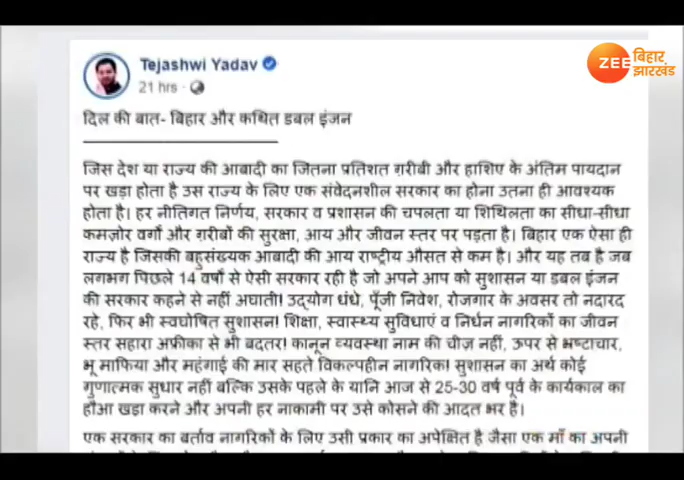 Tejashwi Yadav
21 hrs ·
ZEE बिहार झारखंड
दिल की बात- बिहार और कथित डबल इंजन
जिस देश या राज्य की आबादी का जितना प्रतिशत ग़रीबी और हाशिए के अंतिम पायदान
पर खड़ा होता है उस राज्य के लिए एक संवेदनशील सरकार का होना उतना ही आवश्यक
होता है। हर नीतिगत निर्णय, सरकार व प्रशासन की चपलता या शिथिलता का सीधा-सीधा
कमज़ोर वर्गों और ग़रीबों की सुरक्षा, आय और जीवन स्तर पर पड़ता है। बिहार एक ऐसा ही
राज्य है जिसकी बहुसंख्यक आबादी की आय राष्ट्रीय औसत से कम है। और यह तब है जब
लगभग पिछले 14 वर्षों से ऐसी सरकार रही है जो अपने आप को सुशासन या डबल इंजन
की सरकार कहने से नहीं अघाती! उद्योग धंधे, पूँजी निवेश, रोजगार के अवसर तो नदारद
रहे, फिर भी स्वघोषित सुशासन! शिक्षा, स्वास्थ्य सुविधाएं व निर्धन नागरिकों का जीवन
स्तर सहारा अफ्रीका से भी बदतर! कानून व्यवस्था नाम की चीज़ नहीं, ऊपर से भ्रष्टाचार,
भू माफिया और महंगाई की मार सहते विकल्पहीन नागरिक! सुशासन का अर्थ कोई
गुणात्मक सुधार नहीं बल्कि उसके पहले के यानि आज से 25-30 वर्ष पूर्व के कार्यकाल का
हौआ खड़ा करने और अपनी हर नाकामी पर उसे कोसने की आदत भर है।
एक सरकार का बर्ताव नागरिकों के लिए उसी प्रकार का अपेक्षित है जैसा एक माँ का अपनी